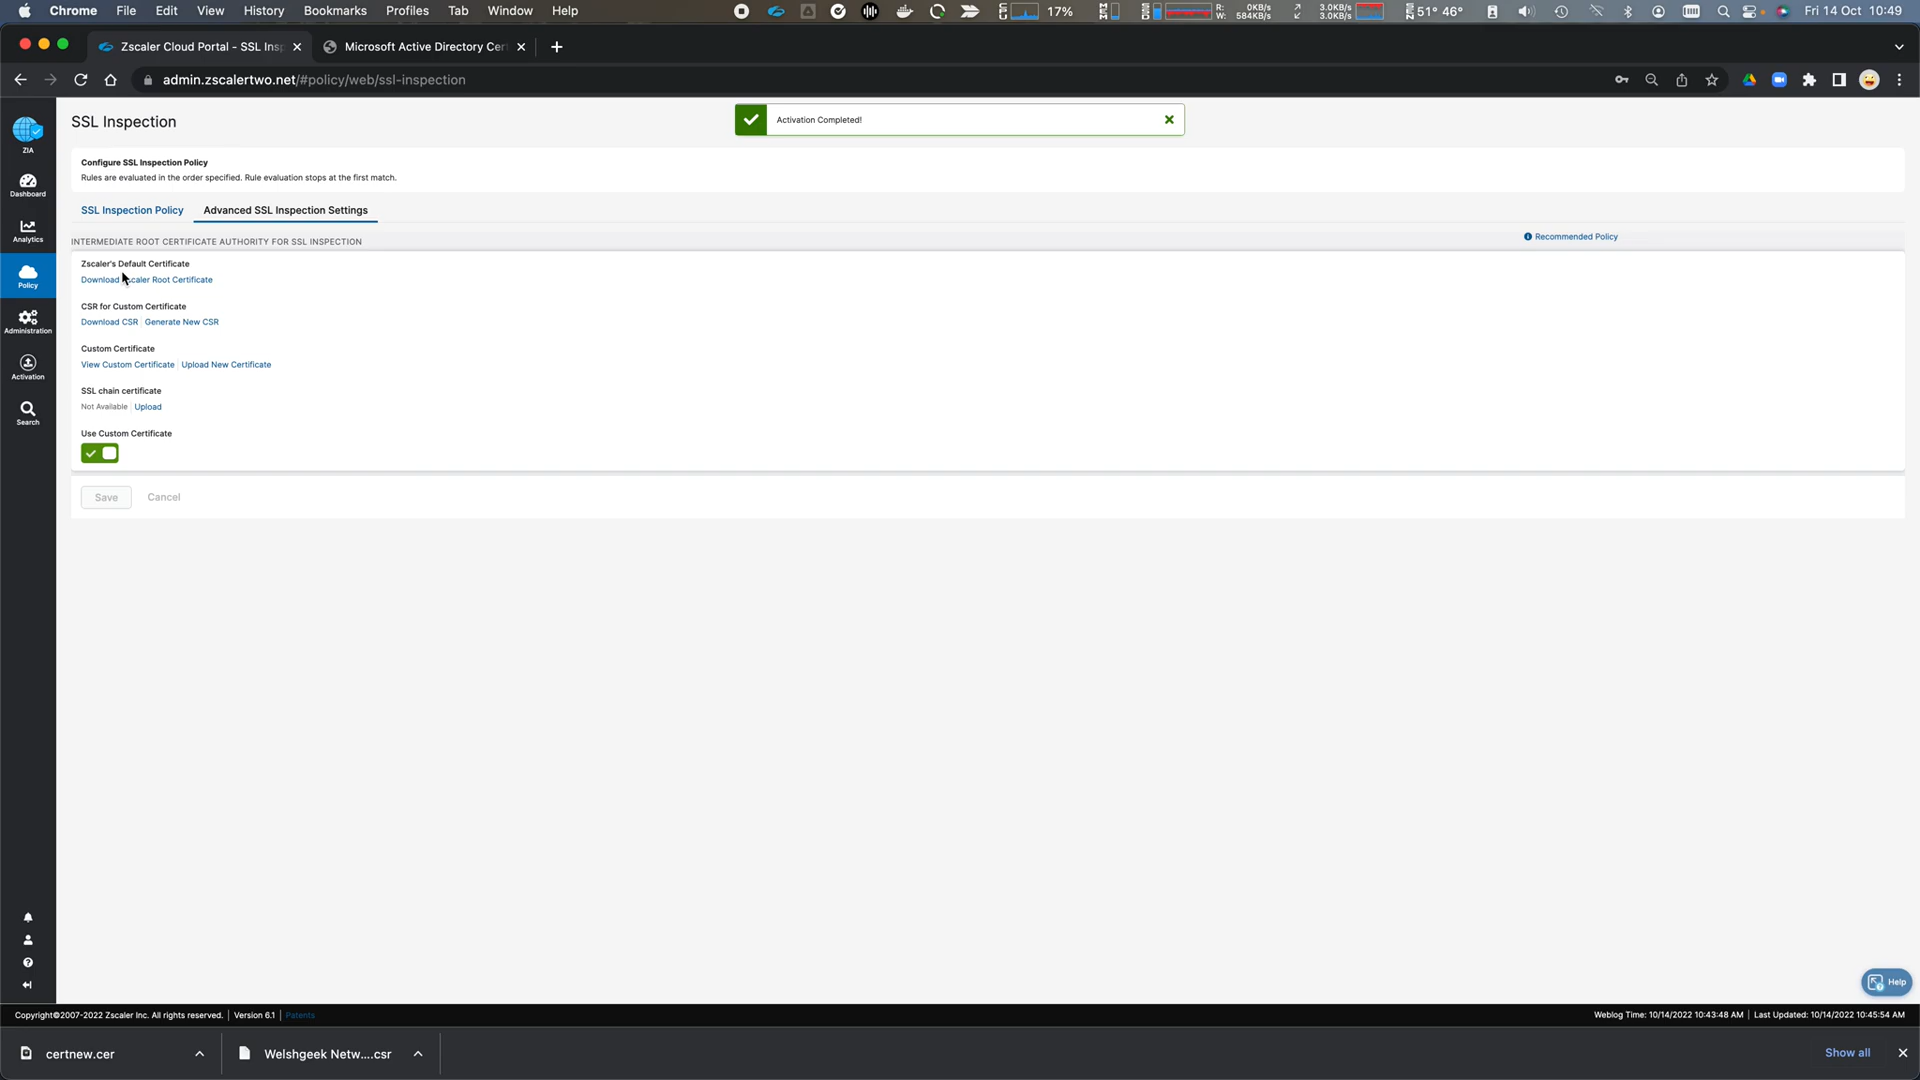 Chrome File Edit View History Bookmarks Profiles Tab Window Help 17% R: 0KB/s W: 584KB/s 3.0KB/s 3.0KB/s 51° 46° Fri 14 Oct 10:49
Zscaler Cloud Portal - SSL Insp Microsoft Active Directory Cer
admin.zscalertwo.net/#policy/web/ssl-inspection
ZIA
Dashboard
Analytics
Policy
Administration
Activation
Search
SSL Inspection
Activation Completed!
Configure SSL Inspection Policy
Rules are evaluated in the order specified. Rule evaluation stops at the first match.
SSL Inspection Policy Advanced SSL Inspection Settings
INTERMEDIATE ROOT CERTIFICATE AUTHORITY FOR SSL INSPECTION
Recommended Policy
Zscaler's Default Certificate
Download Zscaler Root Certificate
CSR for Custom Certificate
Download CSR Generate New CSR
Custom Certificate
View Custom Certificate Upload New Certificate
SSL chain certificate
Not Available Upload
Use Custom Certificate
Save Cancel
Help
Copyright©2007-2022 Zscaler Inc. All rights reserved. | Version 6.1 | Patents
Weblog Time: 10/14/2022 10:43:48 AM | Last Updated: 10/14/2022 10:45:54 AM
certnew.cer Welshgeek Netw....csr Show all